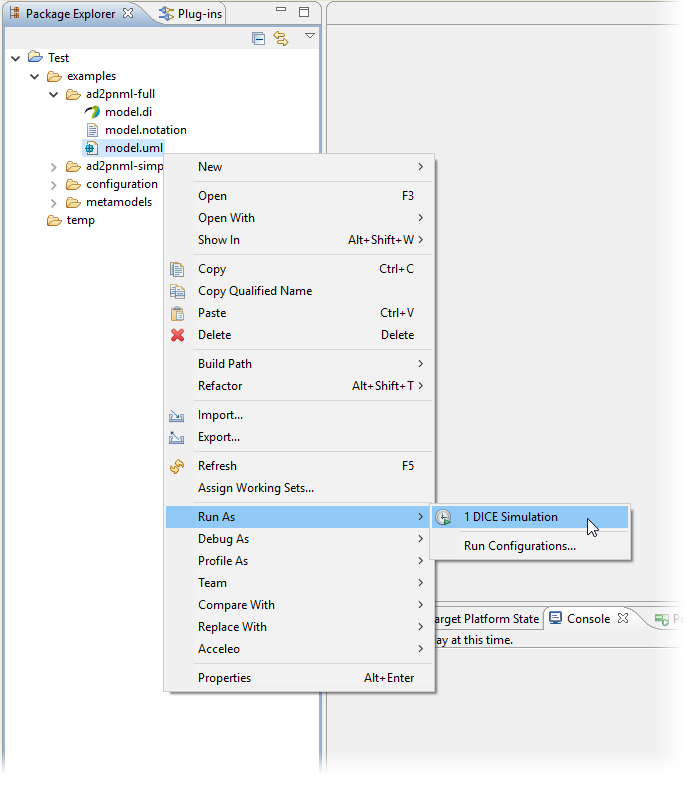 Package Explorer Plug-ins
Test
examples
ad2pnml-full
model.di
model.notation
model.uml
ad2pnml-simp
configuration
metamodels
temp
New
Open F3
Open With
Show In Alt+Shift+W
Copy Ctrl+C
Copy Qualified Name
Paste Ctrl+V
Delete Delete
Build Path
Refactor Alt+Shift+T
Import...
Export...
Refresh F5
Assign Working Sets...
Run As
1 DICE Simulation
Debug As
Run Configurations...
Profile As
Team
Compare With
Replace With
Acceleo
Properties Alt+Enter
arget Platform State Console
ay at this time.